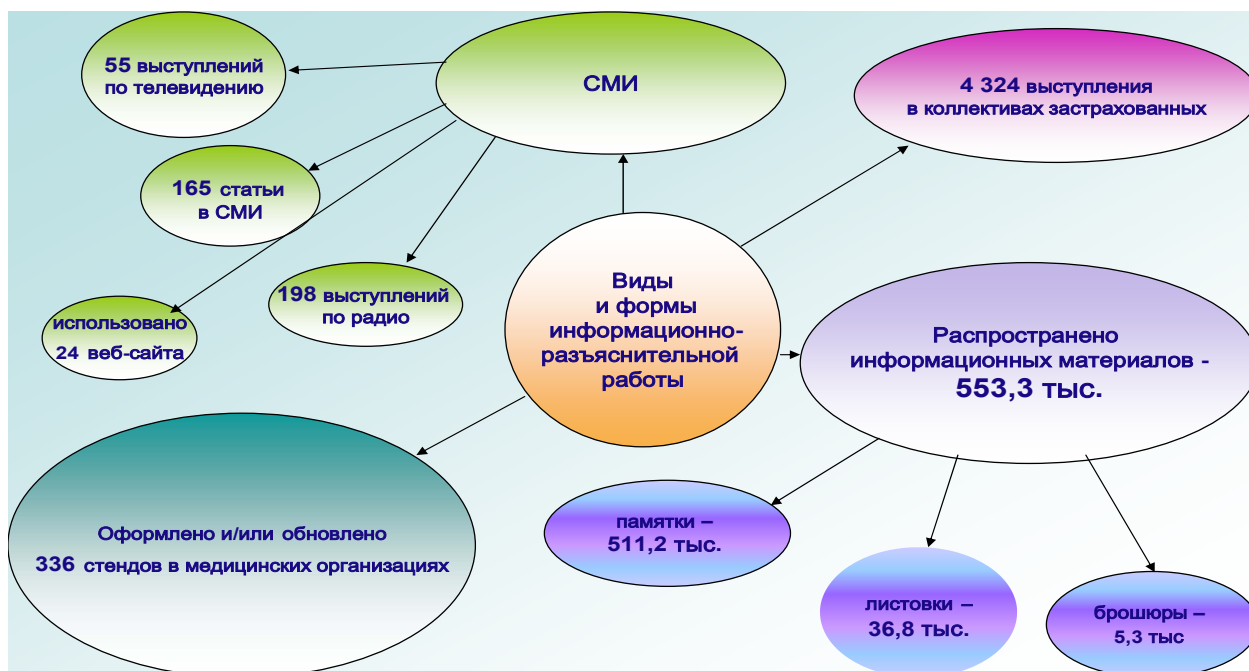 55 выступлений
по телевидению
СМИ
4 324 выступления
в коллективах застрахованных
165 статьи
в СМИ
198 выступлений
по радио
использовано
24 веб-сайта
Виды
и формы
информационно-
разъяснительной
работы
Распространено
информационных материалов -
553,3 тыс.
Оформлено и/или обновлено
336 стендов в медицинских организациях
памятки –
511,2 тыс.
листовки –
36,8 тыс.
брошюры –
5,3 тыс